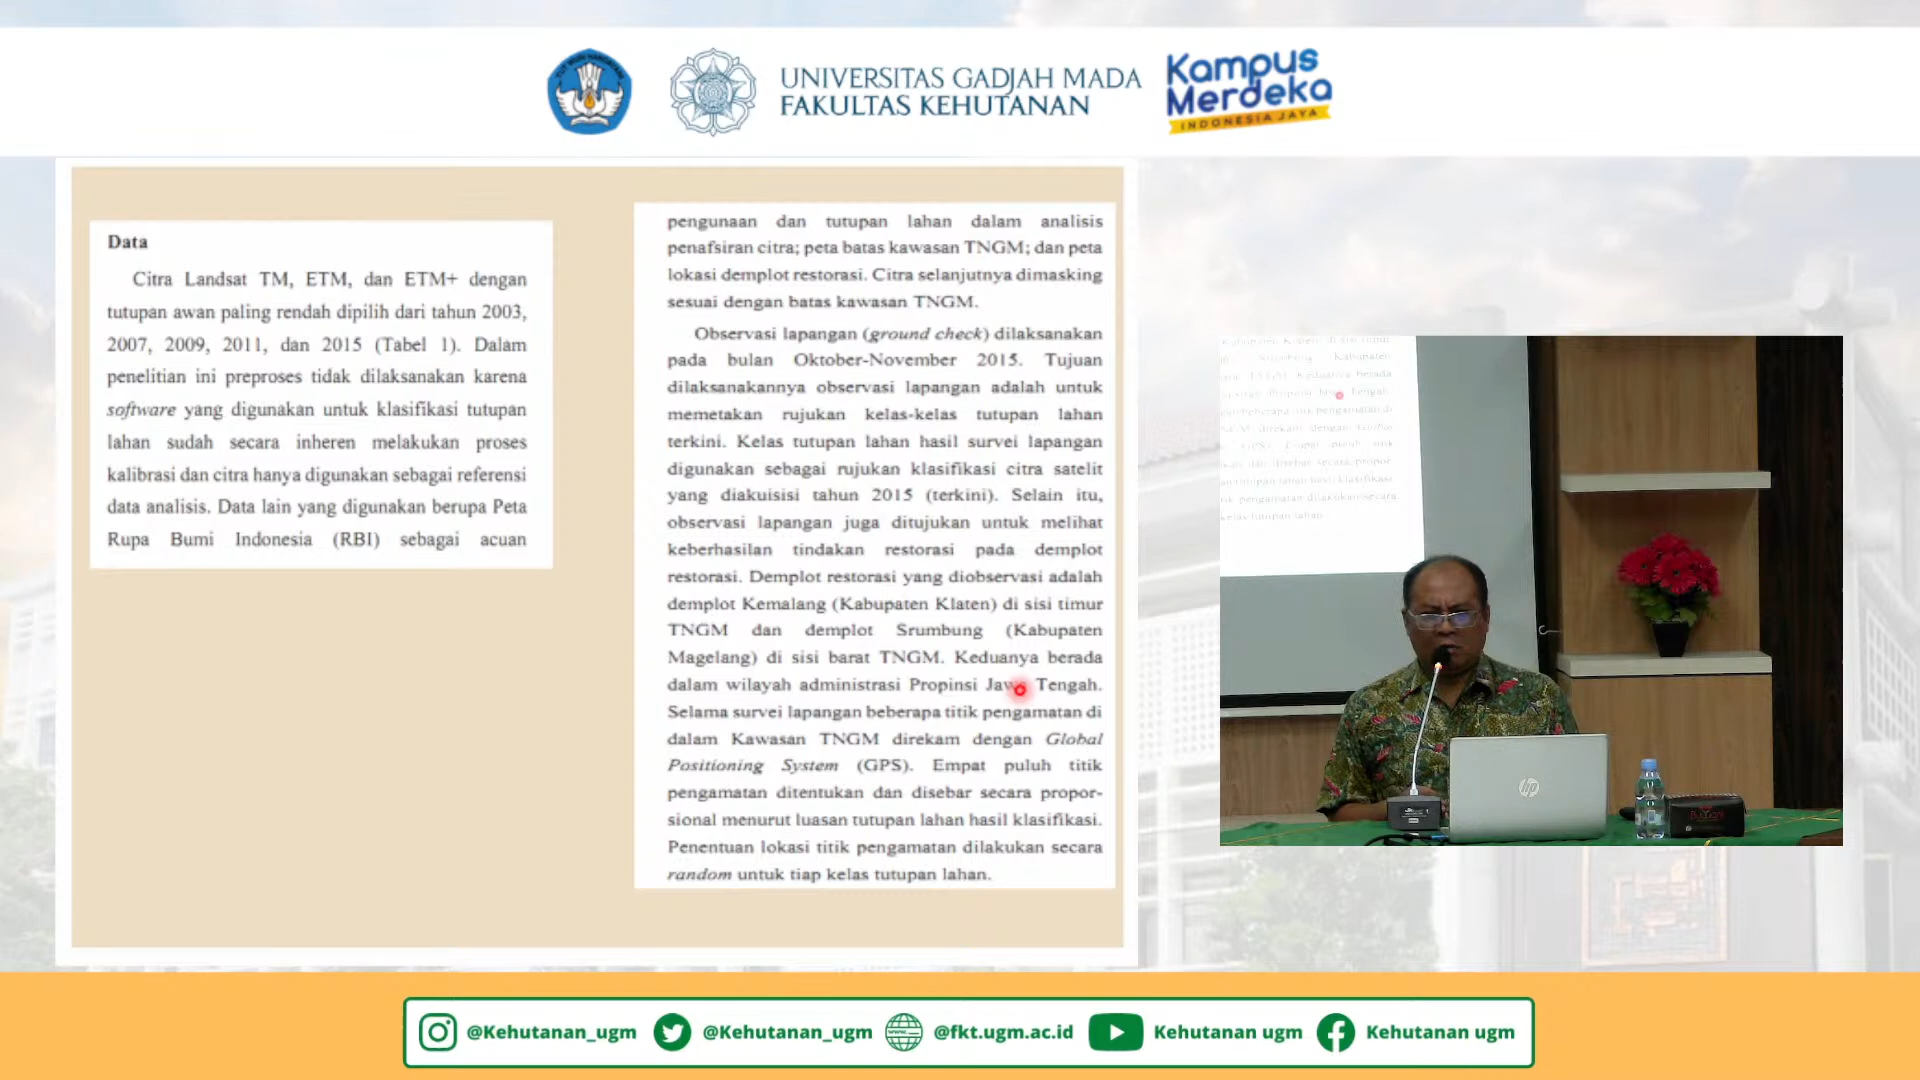 UNIVERSITAS GADJAH MADA
FAKULTAS KEHUTANAN
Kampus
Merdeka
INDONESIA JAYA
Data
Citra Landsat TM, ETM, dan ETM+ dengan
tutupan awan paling rendah dipilih dari tahun 2003,
2007, 2009, 2011, dan 2015 (Tabel 1). Dalam
penelitian ini preproses tidak dilaksanakan karena
software yang digunakan untuk klasifikasi tutupan
lahan sudah secara inheren melakukan proses
kalibrasi dan citra hanya digunakan sebagai referensi
data analisis. Data lain yang digunakan berupa Peta
Rupa Bumi Indonesia (RBI) sebagai acuan
pengunaan dan tutupan lahan dalam analisis
penafsiran citra; peta batas kawasan TNGM; dan peta
lokasi demplot restorasi. Citra selanjutnya dimasking
sesuai dengan batas kawasan TNGM.
Observasi lapangan (ground check) dilaksanakan
pada bulan Oktober-November 2015. Tujuan
dilaksanakannya observasi lapangan adalah untuk
memetakan rujukan kelas-kelas tutupan lahan
terkini. Kelas tutupan lahan hasil survei lapangan
digunakan sebagai rujukan klasifikasi citra satelit
yang diakuisisi tahun 2015 (terkini). Selain itu,
observasi lapangan juga ditujukan untuk melihat
keberhasilan tindakan restorasi pada demplot
restorasi. Demplot restorasi yang diobservasi adalah
demplot Kemalang (Kabupaten Klaten) di sisi timur
TNGM dan demplot Srumbung (Kabupaten
Magelang) di sisi barat TNGM. Keduanya berada
dalam wilayah administrasi Propinsi Jawa Tengah.
Selama survei lapangan beberapa titik pengamatan di
dalam Kawasan TNGM direkam dengan Global
Positioning System (GPS). Empat puluh titik
pengamatan ditentukan dan disebar secara propor-
sional menurut luasan tutupan lahan hasil klasifikasi.
Penentuan lokasi titik pengamatan dilakukan secara
random untuk tiap kelas tutupan lahan.
hp
@Kehutanan_ugm @Kehutanan_ugm @fkt.ugm.ac.id Kehutanan ugm Kehutanan ugm